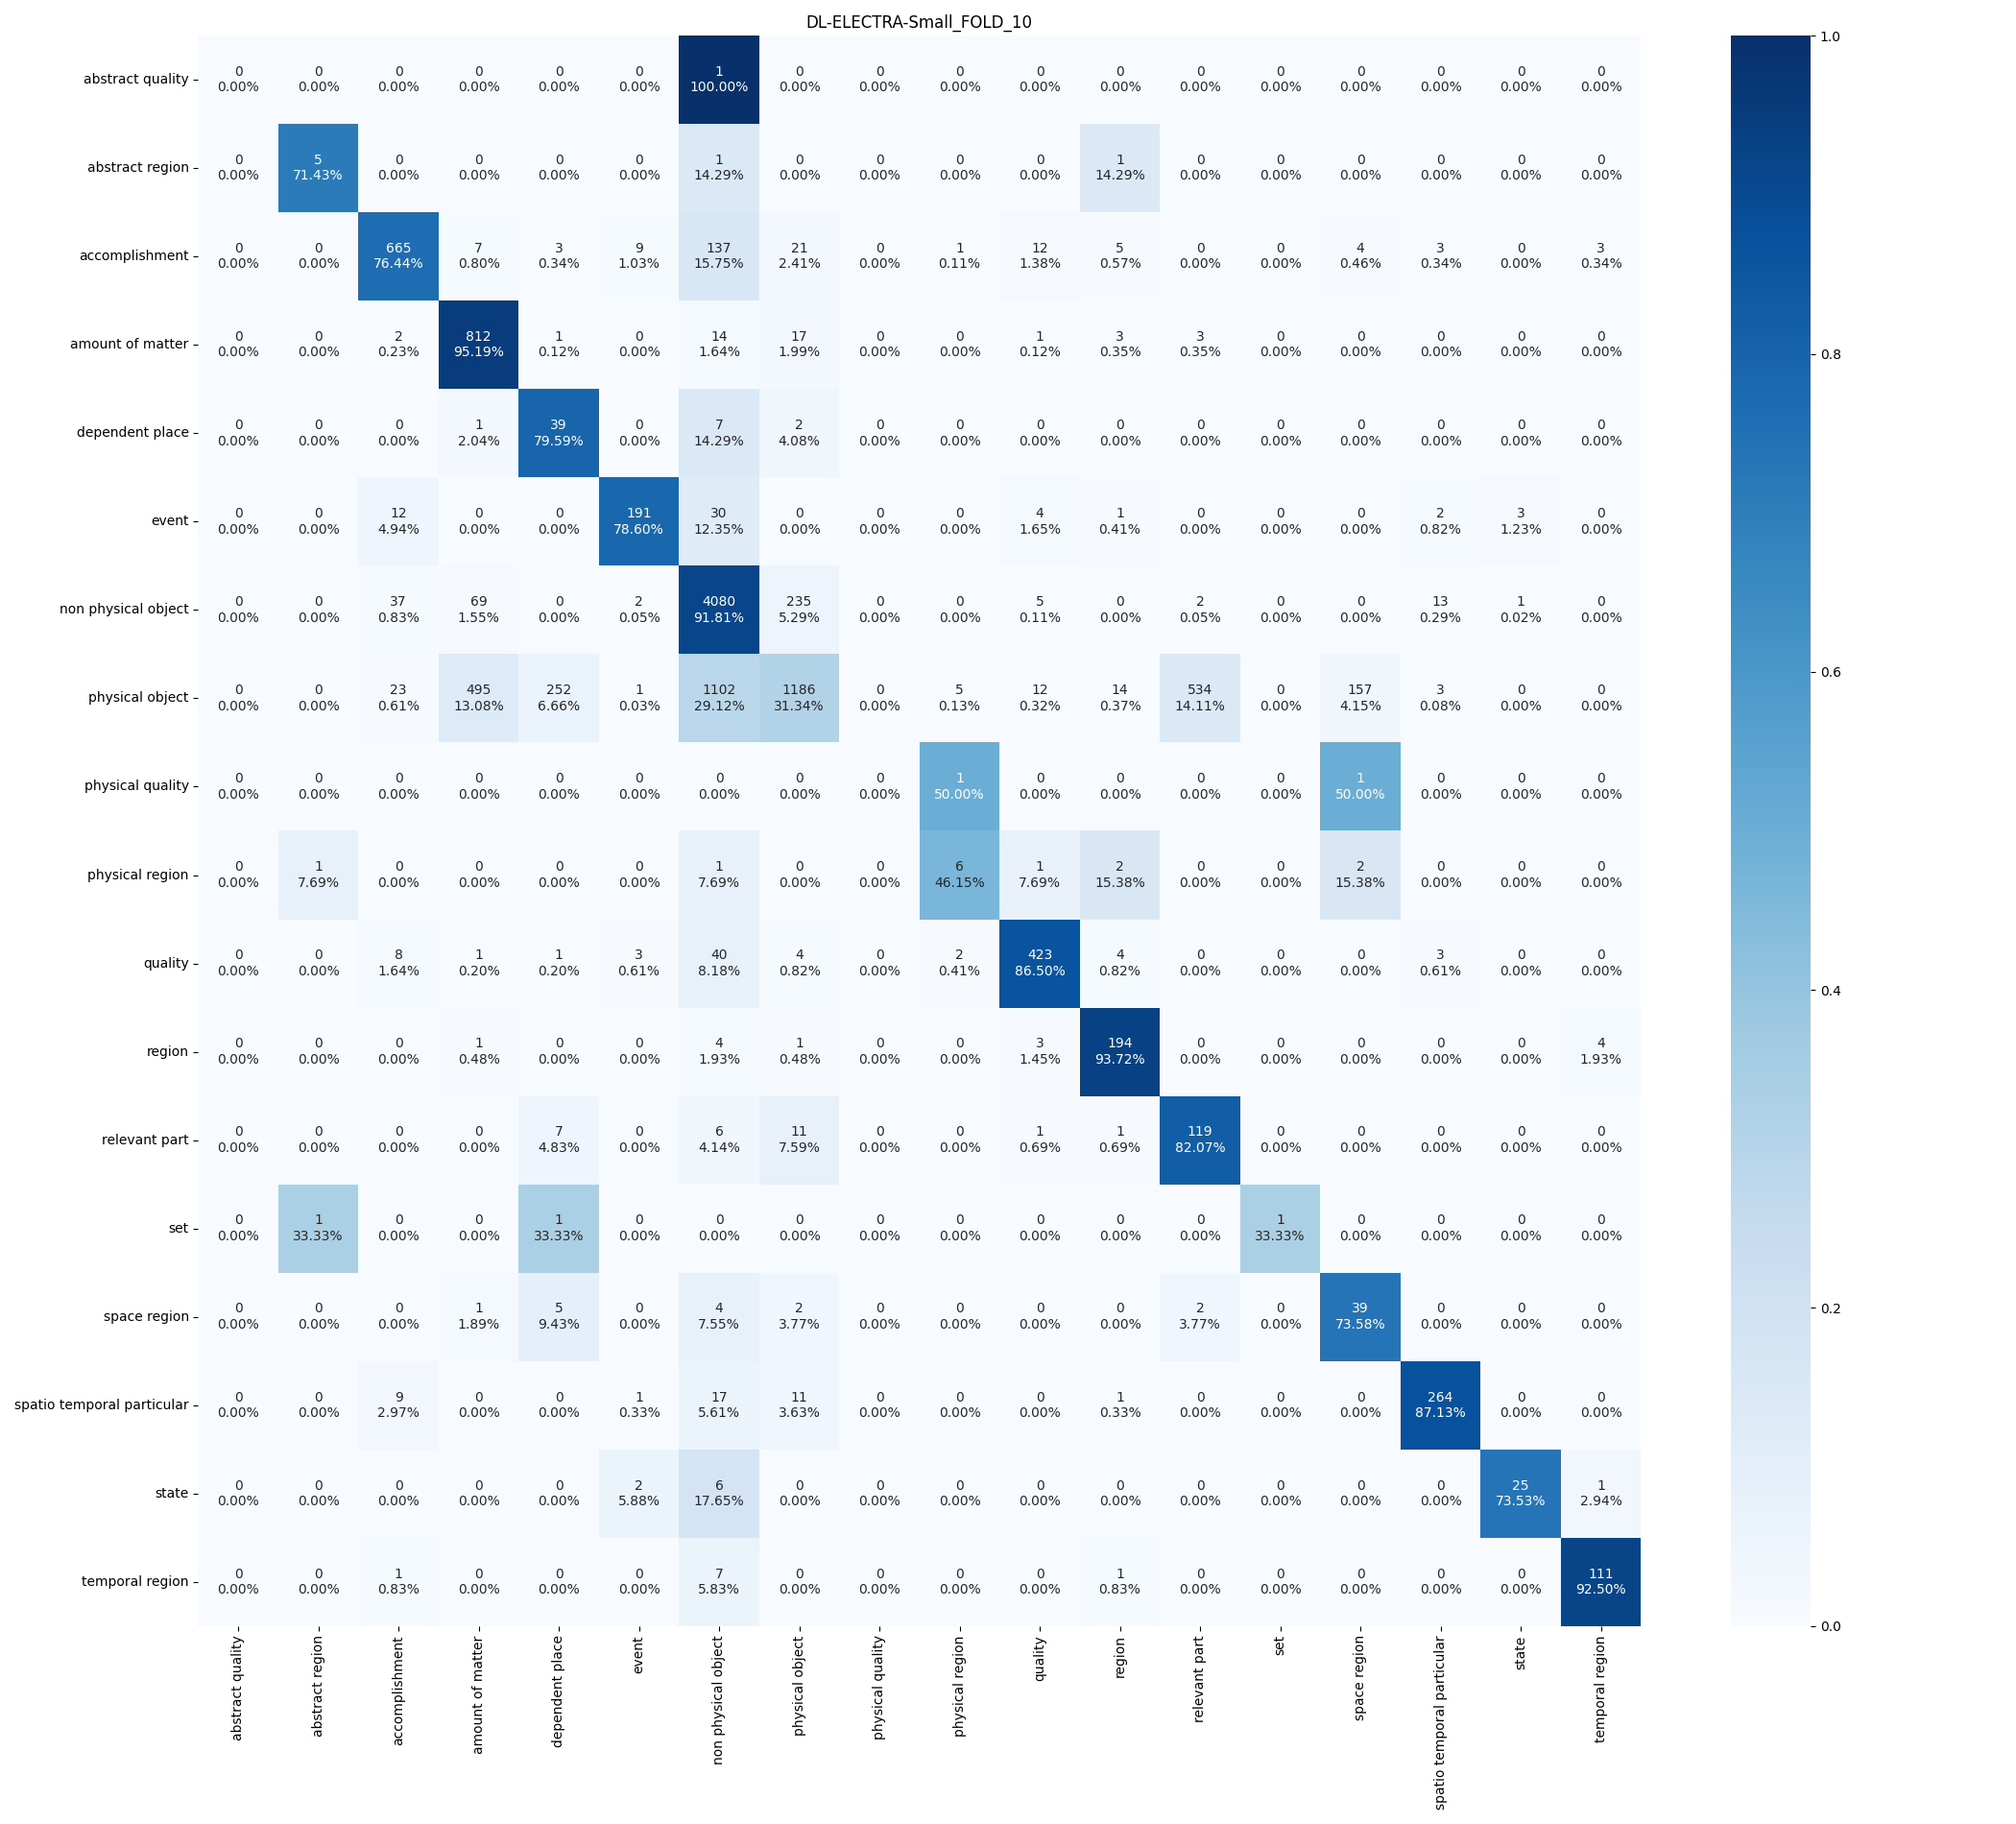 DL-ELECTRA-Small_FOLD_10
abstract quality
0 0 0 0 0 0 1 0 0 0 0 0 0 0 0 0 0 0
0.00% 0.00% 0.00% 0.00% 0.00% 0.00% 100.00% 0.00% 0.00% 0.00% 0.00% 0.00% 0.00% 0.00% 0.00% 0.00% 0.00% 0.00%
abstract region
0 5 0 0 0 0 1 0 0 0 0 1 0 0 0 0 0 0
0.00% 71.43% 0.00% 0.00% 0.00% 0.00% 14.29% 0.00% 0.00% 0.00% 0.00% 14.29% 0.00% 0.00% 0.00% 0.00% 0.00% 0.00%
accomplishment
0 0 665 7 3 9 137 21 0 1 12 5 0 0 4 3 0 3
0.00% 0.00% 76.44% 0.80% 0.34% 1.03% 15.75% 2.41% 0.00% 0.11% 1.38% 0.57% 0.00% 0.00% 0.46% 0.34% 0.00% 0.34%
amount of matter
0 0 2 812 1 0 14 17 0 0 1 3 3 0 0 0 0 0
0.00% 0.00% 0.23% 95.19% 0.12% 0.00% 1.64% 1.99% 0.00% 0.00% 0.12% 0.35% 0.35% 0.00% 0.00% 0.00% 0.00% 0.00%
dependent place
0 0 0 1 39 0 7 2 0 0 0 0 0 0 0 0 0 0
0.00% 0.00% 0.00% 2.04% 79.59% 0.00% 14.29% 4.08% 0.00% 0.00% 0.00% 0.00% 0.00% 0.00% 0.00% 0.00% 0.00% 0.00%
event
0 0 12 0 0 191 30 0 0 0 4 1 0 0 0 2 3 0
0.00% 0.00% 4.94% 0.00% 0.00% 78.60% 12.35% 0.00% 0.00% 0.00% 1.65% 0.41% 0.00% 0.00% 0.00% 0.82% 1.23% 0.00%
non physical object
0 0 37 69 0 2 4080 235 0 0 5 0 2 0 0 13 1 0
0.00% 0.00% 0.83% 1.55% 0.00% 0.05% 91.81% 5.29% 0.00% 0.00% 0.11% 0.00% 0.05% 0.00% 0.00% 0.29% 0.02% 0.00%
physical object
0 0 23 495 252 1 1102 1186 0 5 12 14 534 0 157 3 0 0
0.00% 0.00% 0.61% 13.08% 6.66% 0.03% 29.12% 31.34% 0.00% 0.13% 0.32% 0.37% 14.11% 0.00% 4.15% 0.08% 0.00% 0.00%
physical quality
0 0 0 0 0 0 0 0 0 1 0 0 0 0 1 0 0 0
0.00% 0.00% 0.00% 0.00% 0.00% 0.00% 0.00% 0.00% 0.00% 50.00% 0.00% 0.00% 0.00% 0.00% 50.00% 0.00% 0.00% 0.00%
physical region
0 1 0 0 0 0 1 0 0 6 1 2 0 0 2 0 0 0
0.00% 7.69% 0.00% 0.00% 0.00% 0.00% 7.69% 0.00% 0.00% 46.15% 7.69% 15.38% 0.00% 0.00% 15.38% 0.00% 0.00% 0.00%
quality
0 0 8 1 1 3 40 4 0 2 423 4 0 0 0 3 0 0
0.00% 0.00% 1.64% 0.20% 0.20% 0.61% 8.18% 0.82% 0.00% 0.41% 86.50% 0.82% 0.00% 0.00% 0.00% 0.61% 0.00% 0.00%
region
0 0 0 1 0 0 4 1 0 0 3 194 0 0 0 0 0 4
0.00% 0.00% 0.00% 0.48% 0.00% 0.00% 1.93% 0.48% 0.00% 0.00% 1.45% 93.72% 0.00% 0.00% 0.00% 0.00% 0.00% 1.93%
relevant part
0 0 0 0 7 0 6 11 0 0 1 1 119 0 0 0 0 0
0.00% 0.00% 0.00% 0.00% 4.83% 0.00% 4.14% 7.59% 0.00% 0.00% 0.69% 0.69% 82.07% 0.00% 0.00% 0.00% 0.00% 0.00%
set
0 1 0 0 1 0 0 0 0 0 0 0 0 1 0 0 0 0
0.00% 33.33% 0.00% 0.00% 33.33% 0.00% 0.00% 0.00% 0.00% 0.00% 0.00% 0.00% 0.00% 33.33% 0.00% 0.00% 0.00% 0.00%
space region
0 0 0 1 5 0 4 2 0 0 0 0 2 0 39 0 0 0
0.00% 0.00% 0.00% 1.89% 9.43% 0.00% 7.55% 3.77% 0.00% 0.00% 0.00% 0.00% 3.77% 0.00% 73.58% 0.00% 0.00% 0.00%
spatio temporal particular
0 0 9 0 0 1 17 11 0 0 0 1 0 0 0 264 0 0
0.00% 0.00% 2.97% 0.00% 0.00% 0.33% 5.61% 3.63% 0.00% 0.00% 0.00% 0.33% 0.00% 0.00% 0.00% 87.13% 0.00% 0.00%
state
0 0 0 0 0 2 6 0 0 0 0 0 0 0 0 0 25 1
0.00% 0.00% 0.00% 0.00% 0.00% 5.88% 17.65% 0.00% 0.00% 0.00% 0.00% 0.00% 0.00% 0.00% 0.00% 0.00% 73.53% 2.94%
temporal region
0 0 1 0 0 0 7 0 0 0 0 1 0 0 0 0 0 111
0.00% 0.00% 0.83% 0.00% 0.00% 0.00% 5.83% 0.00% 0.00% 0.00% 0.00% 0.83% 0.00% 0.00% 0.00% 0.00% 0.00% 92.50%
abstract quality
abstract region
accomplishment
amount of matter
dependent place
event
non physical object
physical object
physical quality
physical region
quality
region
relevant part
set
space region
spatio temporal particular
state
temporal region
1.0
0.8
0.6
0.4
0.2
0.0